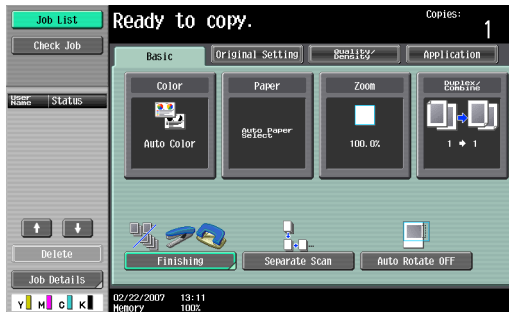 Job List
Check Job
User Name
Status
Delete
Job Details
Y M C K
Ready to copy.
Copies:
1
Basic
Original Setting
Quality/
Density
Application
Color
Auto Color
Paper
Auto Paper
Select
Zoom
100.0%
Duplex/
Combine
1 ➔ 1
Finishing
Separate Scan
Auto Rotate OFF
02/22/2007 13:11
Memory 100%